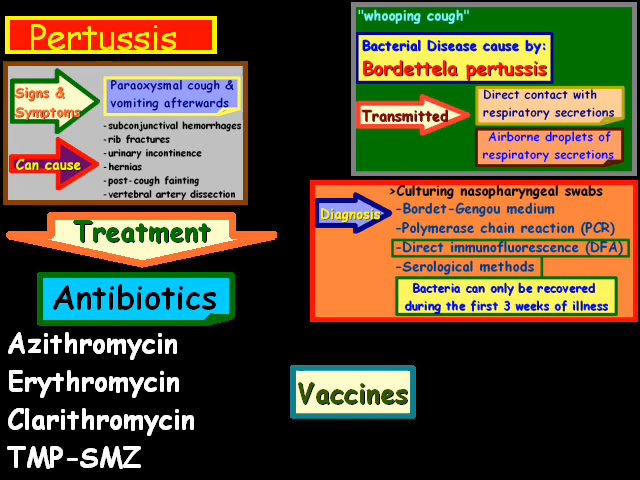 Pertussis
Signs &
Symptoms
Paraoxysmal cough &
vomiting afterwards
Can cause
-subconjunctival hemorrhages
-rib fractures
-urinary incontinence
-hernias
-post-cough fainting
-vertebral artery dissection
"whooping cough"
Bacterial Disease cause by:
Bordettela pertussis
Transmitted
Direct contact with
respiratory secretions
Airborne droplets of
respiratory secretions
Diagnosis
>Culturing nasopharyngeal swabs
-Bordet-Gengou medium
-Polymerase chain reaction (PCR)
-Direct immunofluorescence (DFA)
-Serological methods
Bacteria can only be recovered
during the first 3 weeks of illness
Treatment
Antibiotics
Azithromycin
Erythromycin
Clarithromycin
TMP-SMZ
Vaccines